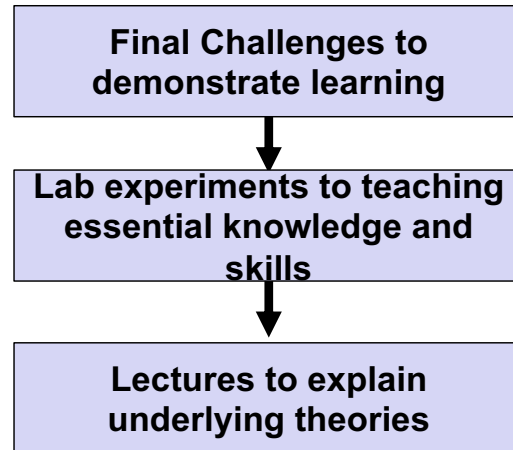 Final Challenges to
demonstrate learning
Lab experiments to teaching
essential knowledge and
skills
Lectures to explain
underlying theories